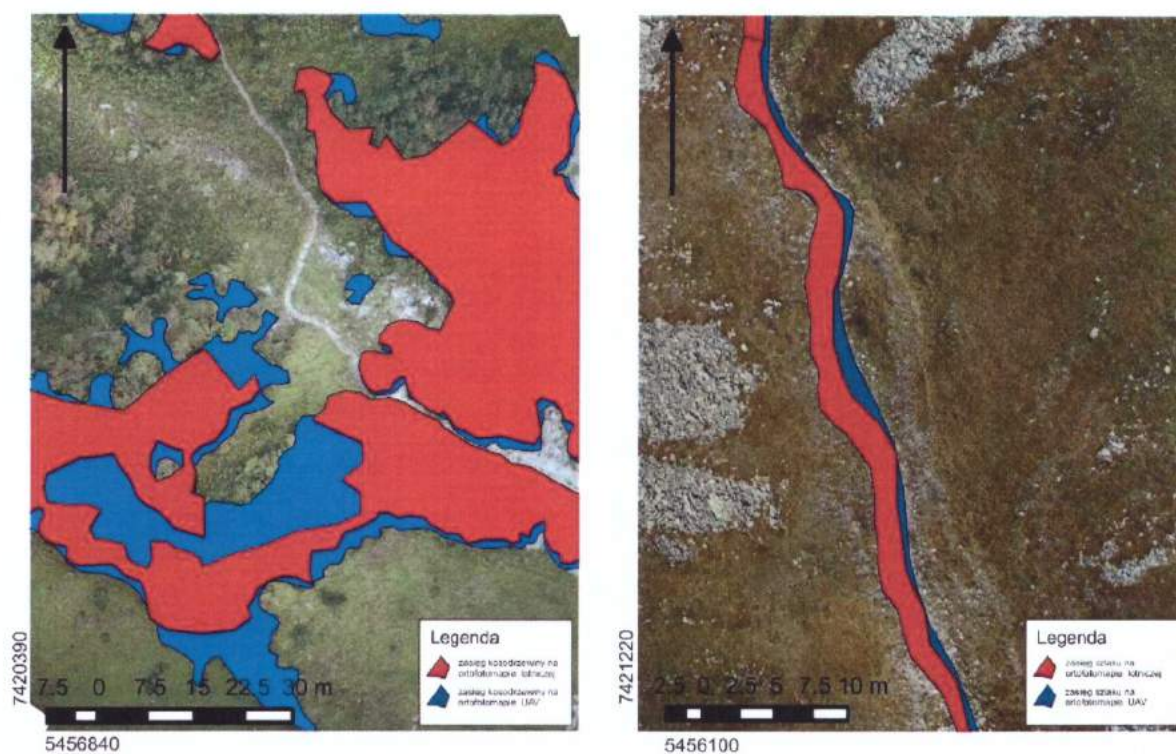 Legenda
zasięg kosodrzewiny na
ortofotomapie lotniczej
zasięg kosodrzewiny na
ortofotomapie UAV
7.5 0 7.5 15 22.5 30 m
7420390
5456840
Legenda
zasięg szlaku na
ortofotomapie lotniczej
zasięg szlaku na
ortofotomapie UAV
2.5 0 2.5 5 7.5 10 m
7421220
5456100